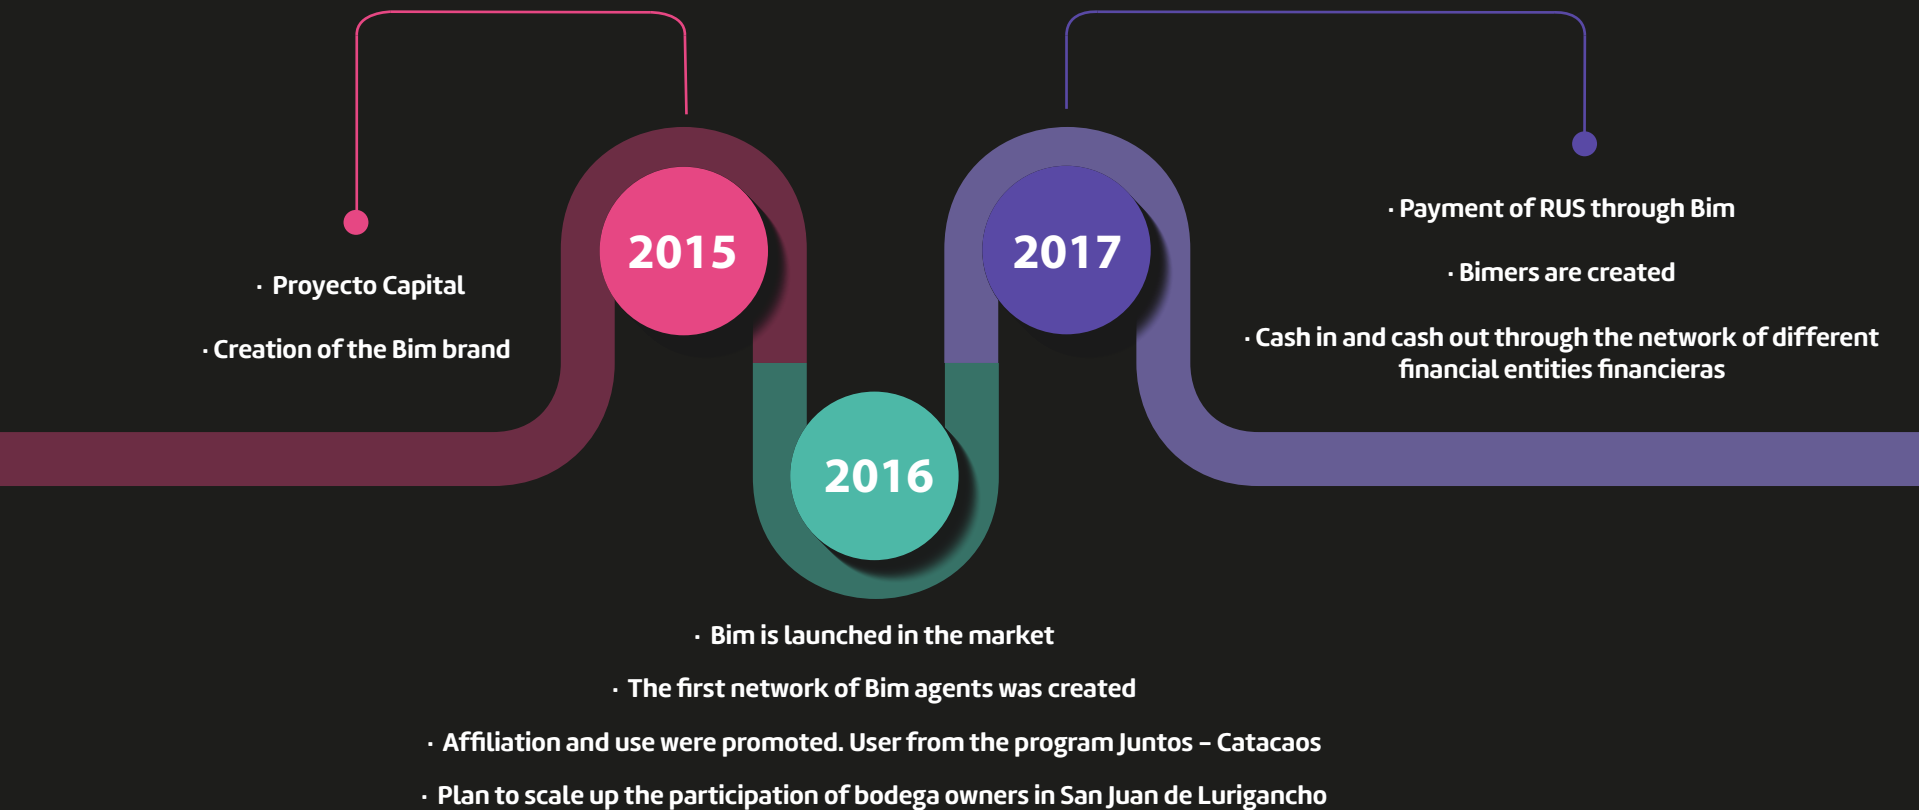 2015
· Proyecto Capital
· Creation of the Bim brand
2016
· Bim is launched in the market
· The first network of Bim agents was created
· Affiliation and use were promoted. User from the program Juntos – Catacaos
· Plan to scale up the participation of bodega owners in San Juan de Lurigancho
2017
· Payment of RUS through Bim
· Bimers are created
· Cash in and cash out through the network of different
financial entities financieras